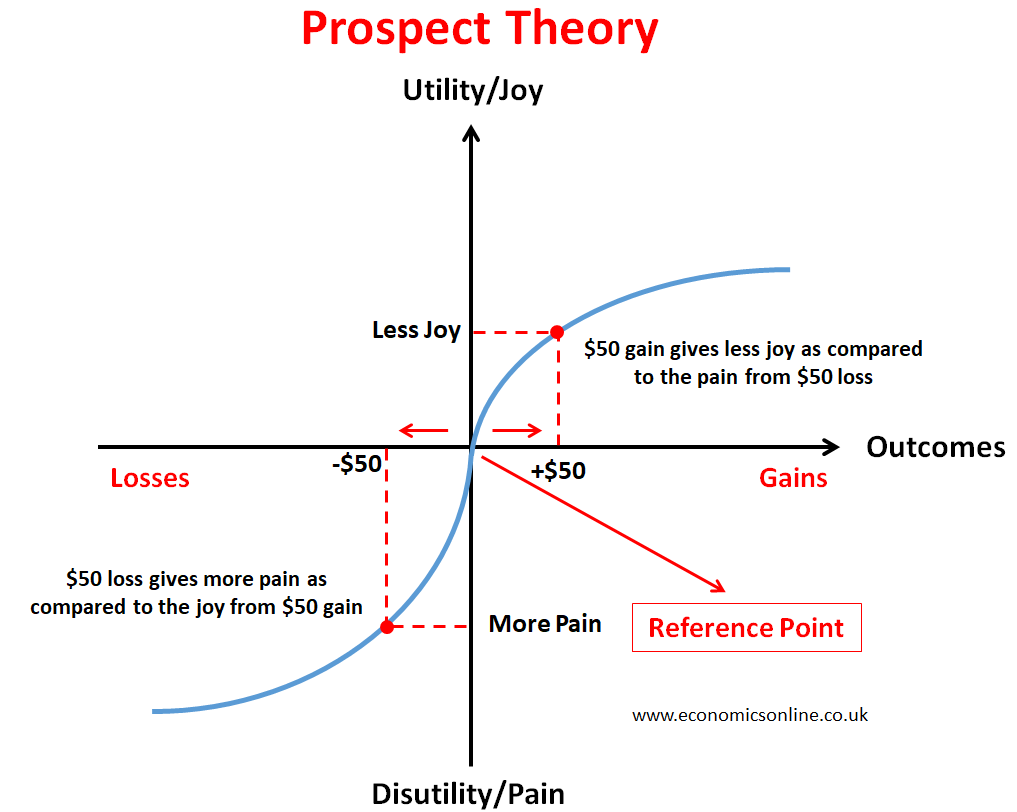 Prospect Theory
Utility/Joy
Less Joy
$50 gain gives less joy as compared
to the pain from $50 loss
Outcomes
-$50
+$50
Losses
Gains
$50 loss gives more pain as
compared to the joy from $50 gain
More Pain
Reference Point
www.economicsonline.co.uk
Disutility/Pain